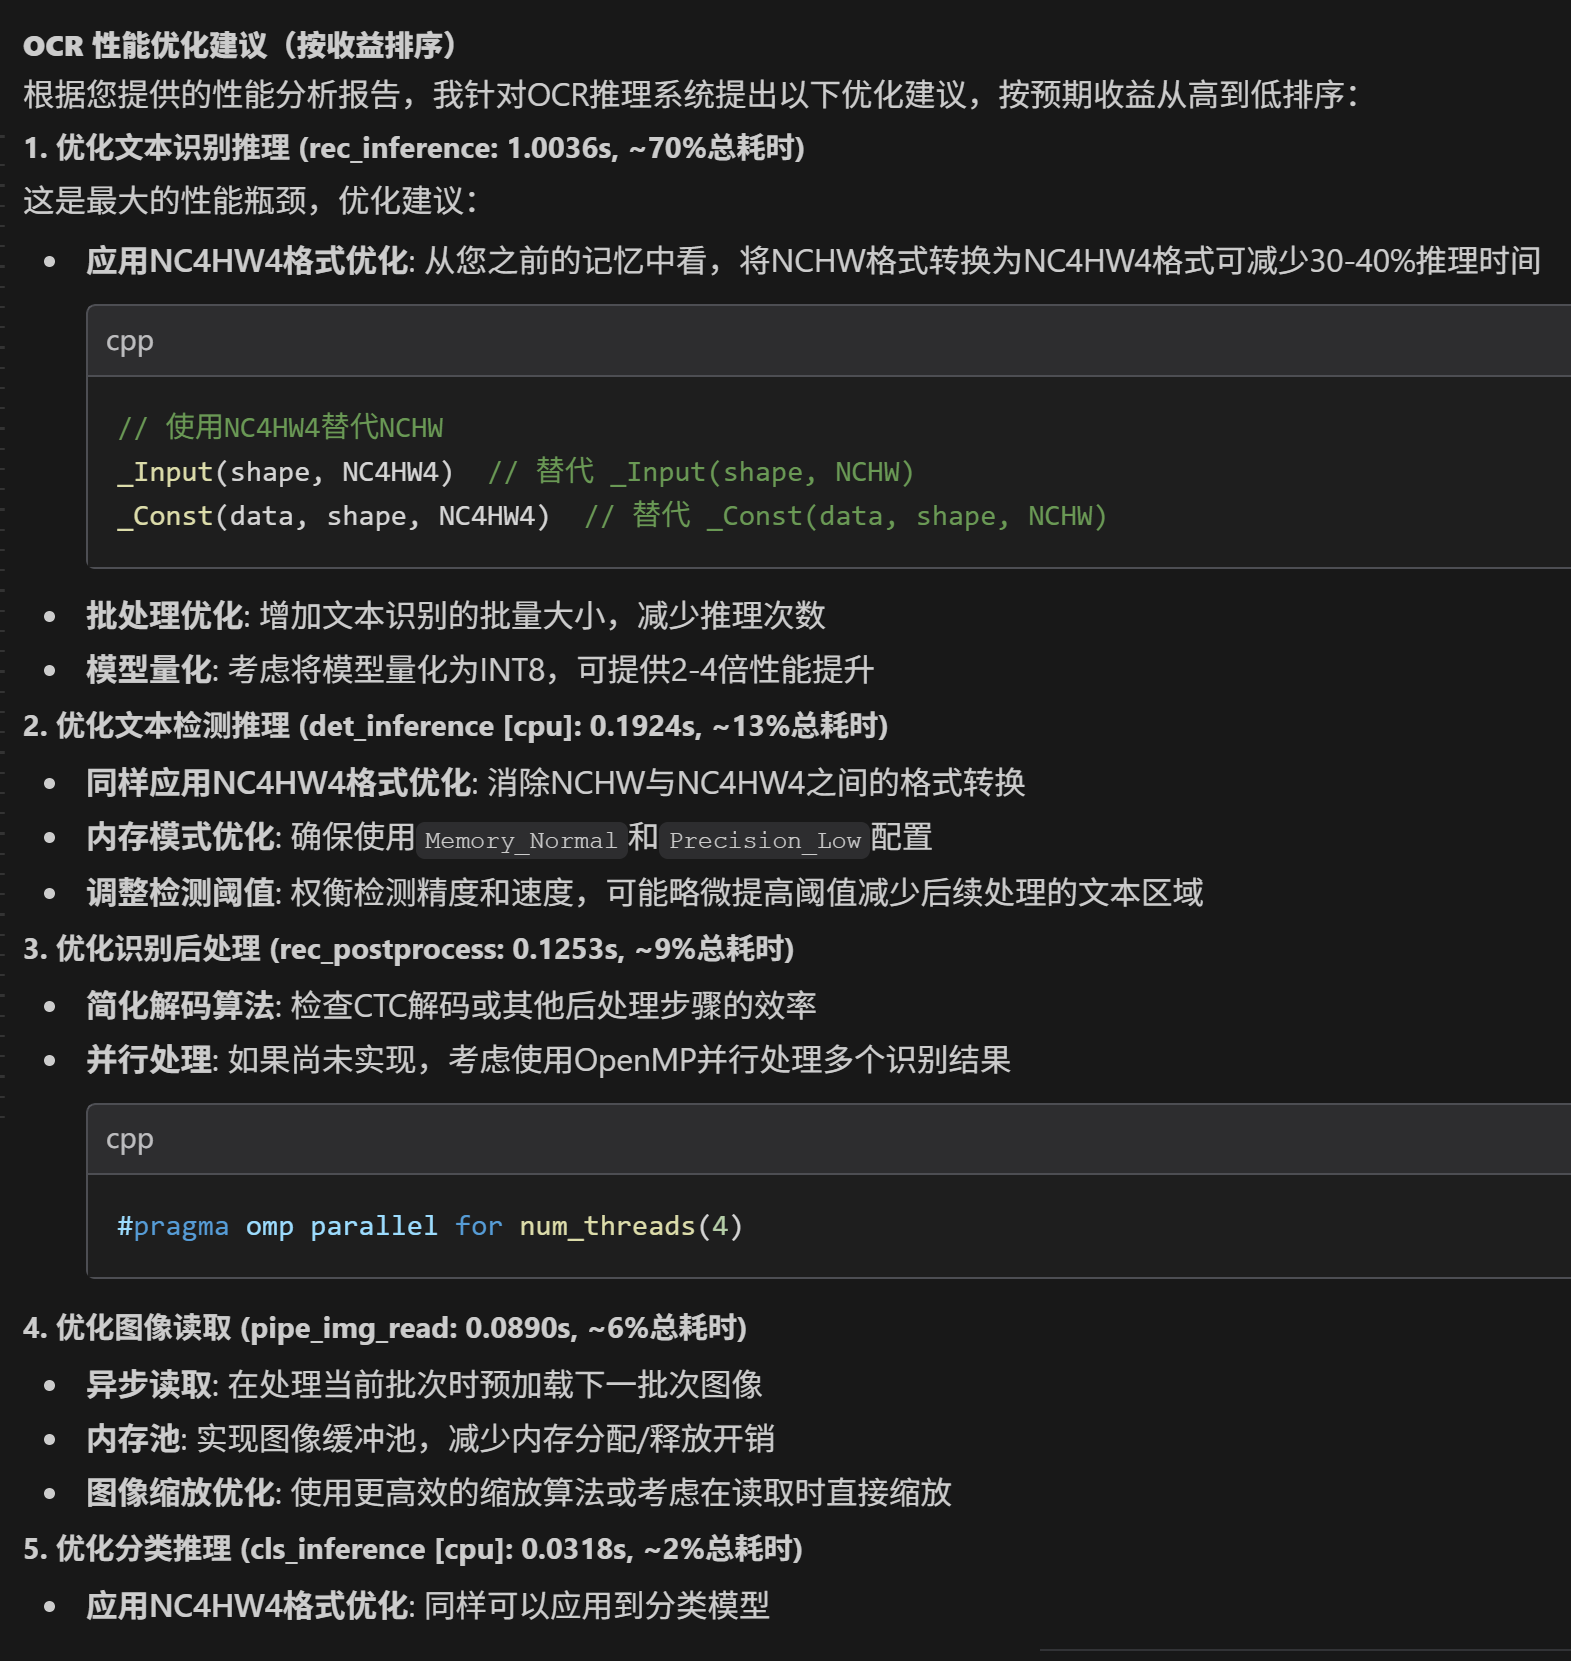 OCR 性能优化建议（按收益排序）
根据您提供的性能分析报告，我针对OCR推理系统提出以下优化建议，按预期收益从高到低排序：
1. 优化文本识别推理 (rec_inference: 1.0036s, ~70%总耗时)
这是最大的性能瓶颈，优化建议：
• 应用NC4HW4格式优化: 从您之前的记忆中看，将NCHW格式转换为NC4HW4格式可减少30-40%推理时间
cpp
// 使用NC4HW4替代NCHW
_Input(shape, NC4HW4)  // 替代 _Input(shape, NCHW)
_Const(data, shape, NC4HW4)  // 替代 _Const(data, shape, NCHW)
• 批处理优化: 增加文本识别的批量大小，减少推理次数
• 模型量化: 考虑将模型量化为INT8，可提供2-4倍性能提升
2. 优化文本检测推理 (det_inference [cpu]: 0.1924s, ~13%总耗时)
• 同样应用NC4HW4格式优化: 消除NCHW与NC4HW4之间的格式转换
• 内存模式优化: 确保使用Memory_Normal和Precision_Low配置
• 调整检测阈值: 权衡检测精度和速度，可能略微提高阈值减少后续处理的文本区域
3. 优化识别后处理 (rec_postprocess: 0.1253s, ~9%总耗时)
• 简化解码算法: 检查CTC解码或其他后处理步骤的效率
• 并行处理: 如果尚未实现，考虑使用OpenMP并行处理多个识别结果
cpp
#pragma omp parallel for num_threads(4)
4. 优化图像读取 (pipe_img_read: 0.0890s, ~6%总耗时)
• 异步读取: 在处理当前批次时预加载下一批次图像
• 内存池: 实现图像缓冲池，减少内存分配/释放开销
• 图像缩放优化: 使用更高效的缩放算法或考虑在读取时直接缩放
5. 优化分类推理 (cls_inference [cpu]: 0.0318s, ~2%总耗时)
• 应用NC4HW4格式优化: 同样可以应用到分类模型